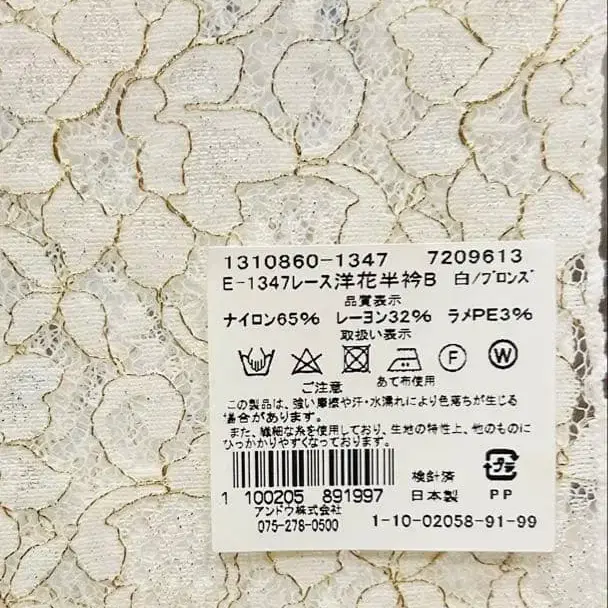 1310860-1347 7209613
E-1347レース洋花半衿B 白/ブロンズ
品質表示
ナイロン65% レーヨン32% ラメPE3%
取扱い表示
F W
あて布使用
ご注意
この製品は、強い摩擦や汗・水濡れにより色落ちが生じる
場合があります。
また、繊細な糸を使用しており、生地の特性上、他のものに
ひっかかりやすくなっております。
検針済 プラ
1 100205 891997 日本製 PP
アンドウ株式会社
075-278-0500 1-10-02058-91-99